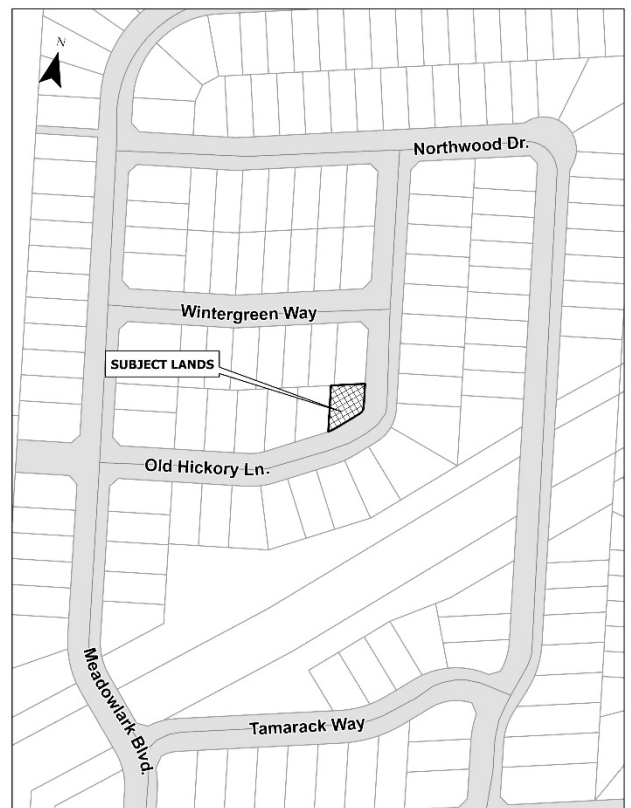 N
Northwood Dr.
Wintergreen Way
SUBJECT LANDS
Old Hickory Ln.
Meadowlark Blvd.
Tamarack Way